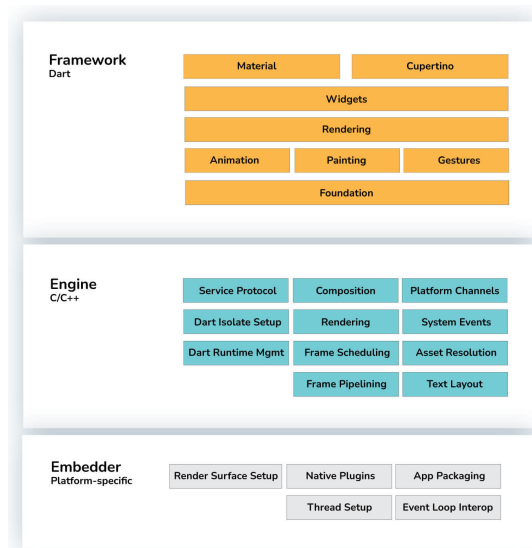 Framework
Dart
Material Cupertino
Widgets
Rendering
Animation Painting Gestures
Foundation
Engine
C/C++
Service Protocol Composition Platform Channels
Dart Isolate Setup Rendering System Events
Dart Runtime Mgmt Frame Scheduling Asset Resolution
Frame Pipelining Text Layout
Embedder
Platform-specific
Render Surface Setup Native Plugins App Packaging
Thread Setup Event Loop Interop